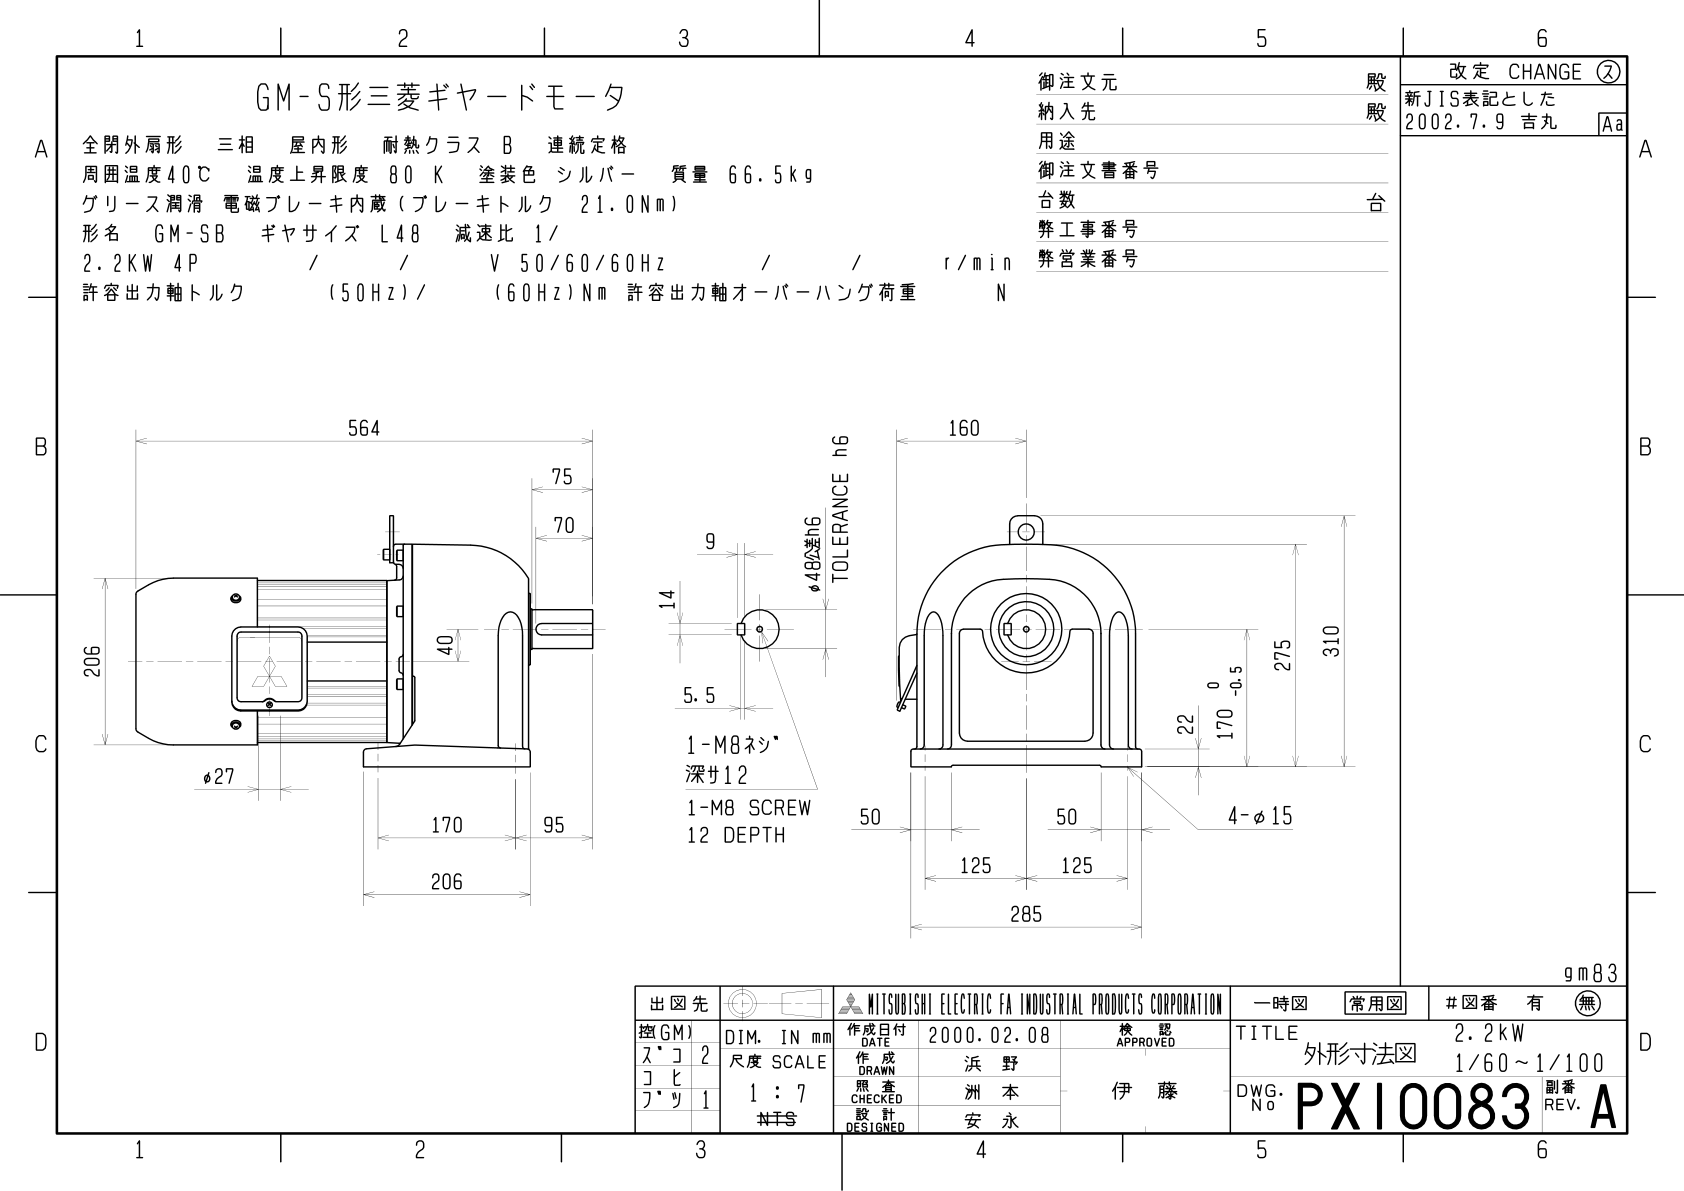 1 2 3 4 5 6
A A
B B
C C
D D
GM-S形三菱ギヤードモータ
全閉外扇形 三相 屋内形 耐熱クラス B 連続定格
周囲温度40℃ 温度上昇限度 80 K 塗装色 シルバー 質量 66.5kg
グリース潤滑 電磁ブレーキ内蔵(ブレーキトルク 21.0Nm)
形名 GM-SB ギヤサイズ L48 減速比 1/
2.2KW 4P / / V 50/60/60Hz / / r/min
許容出力軸トルク (50Hz)/ (60Hz)Nm 許容出力軸オーバーハング荷重 N
御注文元 殿
納入先 殿
用途
御注文書番号
台数 台
弊工事番号
弊営業番号
改定 CHANGE ス
新JIS表記とした
2002.7.9 吉丸 Aa
564
75
70
206
40
φ27
170 95
206
9
14
5.5
φ48公差h6
TOLERANCE h6
1-M8ネジ
深サ12
1-M8 SCREW
12 DEPTH
160
310
275
170 0 -0.5
22
50 50
4-φ15
125 125
285
gm83
出図先
控(GM)
ズコ 2
コヒ
ブツ 1
DIM. IN mm
尺度 SCALE
1 : 7
NTS
MITSUBISHI ELECTRIC FA INDUSTRIAL PRODUCTS CORPORATION
作成日付 DATE 2000.02.08
作成 DRAWN 浜野
照査 CHECKED 洲本
設計 DESIGNED 安永
検認 APPROVED
伊藤
一時図 常用図 #図番 有 無
TITLE 外形寸法図
2.2kW
1/60~1/100
DWG. No PX10083
副番 REV. A
1 2 3 4 5 6